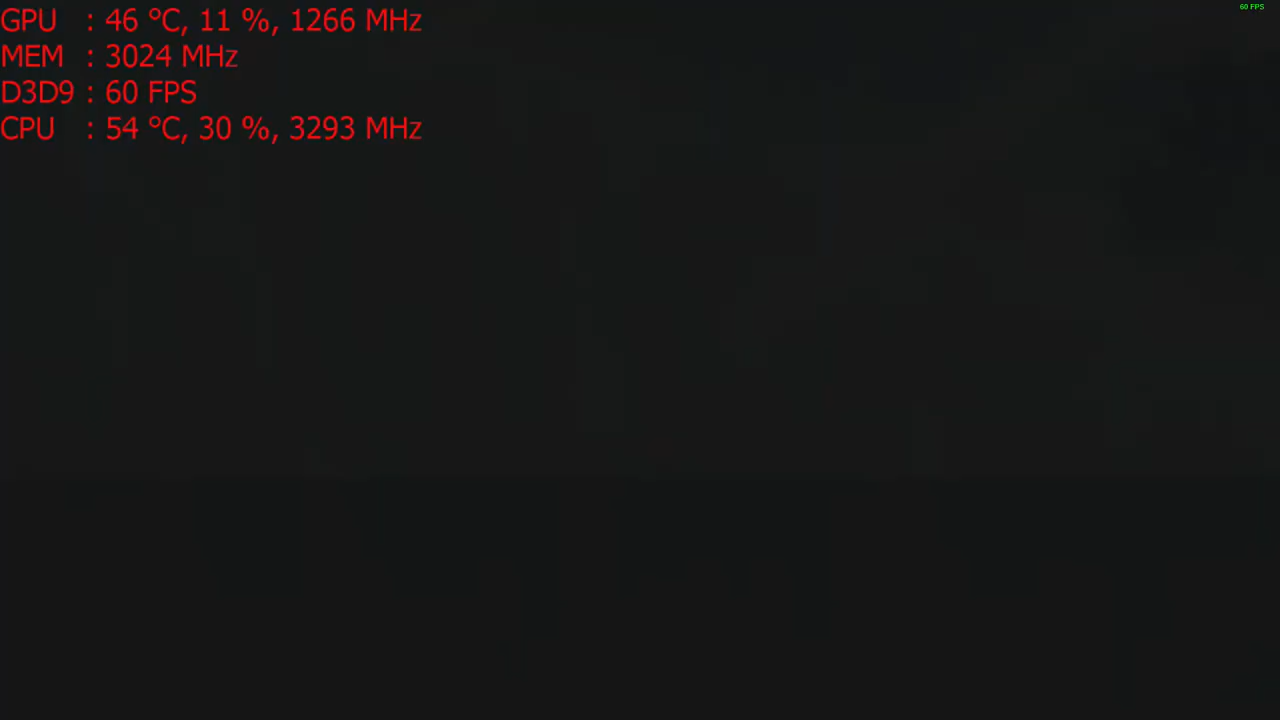 GPU : 46 °C, 11 %, 1266 MHz
MEM : 3024 MHz
D3D9 : 60 FPS
CPU : 54 °C, 30 %, 3293 MHz
60 FPS